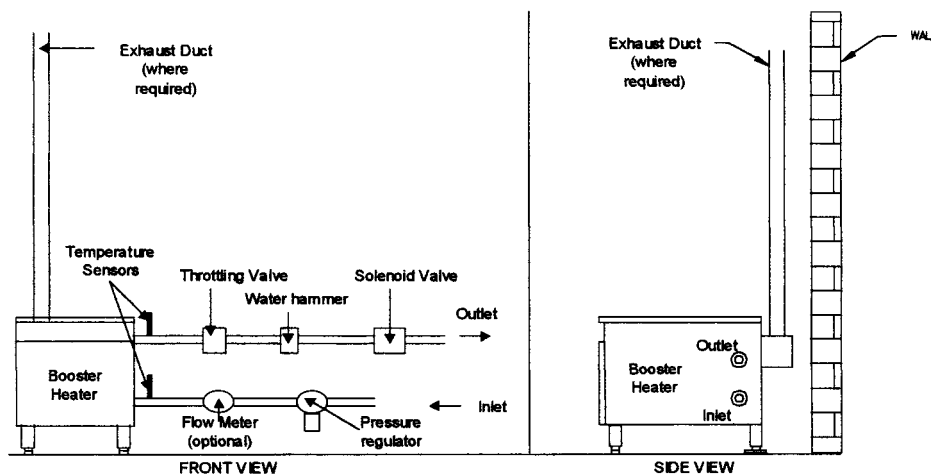 Exhaust Duct
(where
required)
Temperature
Sensors
Throttling Valve
Water hammer
Solenoid Valve
Outlet
Booster
Heater
Inlet
Flow Meter
(optional)
Pressure
regulator
FRONT VIEW
Exhaust Duct
(where
required)
WAL
Outlet
Booster
Heater
Inlet
SIDE VIEW